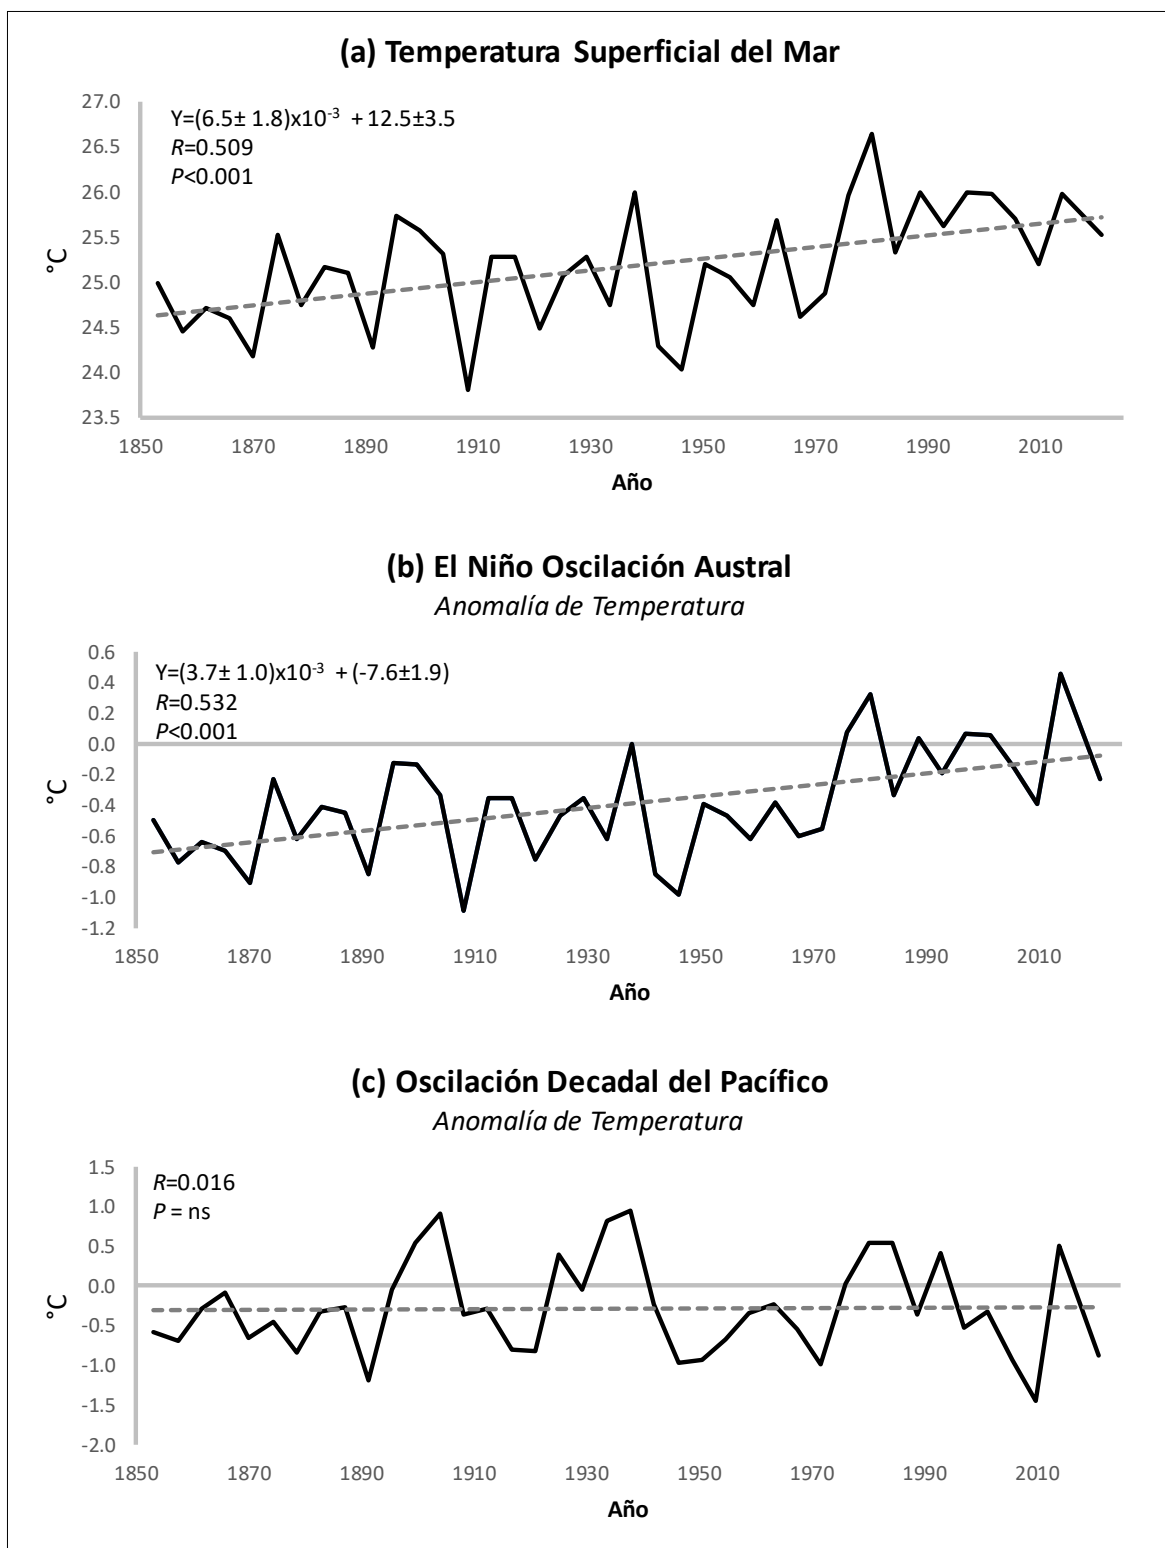 (a) Temperatura Superficial del Mar
Y=(6.5± 1.8)x10⁻³ + 12.5±3.5
R=0.509
P<0.001
27.0
26.5
26.0
25.5
25.0
24.5
24.0
23.5
°C
1850 1870 1890 1910 1930 1950 1970 1990 2010
Año
(b) El Niño Oscilación Austral
Anomalía de Temperatura
Y=(3.7± 1.0)x10⁻³ + (-7.6±1.9)
R=0.532
P<0.001
0.6
0.4
0.2
0.0
-0.2
-0.4
-0.6
-0.8
-1.0
-1.2
°C
1850 1870 1890 1910 1930 1950 1970 1990 2010
Año
(c) Oscilación Decadal del Pacífico
Anomalía de Temperatura
R=0.016
P = ns
1.5
1.0
0.5
0.0
-0.5
-1.0
-1.5
-2.0
°C
1850 1870 1890 1910 1930 1950 1970 1990 2010
Año